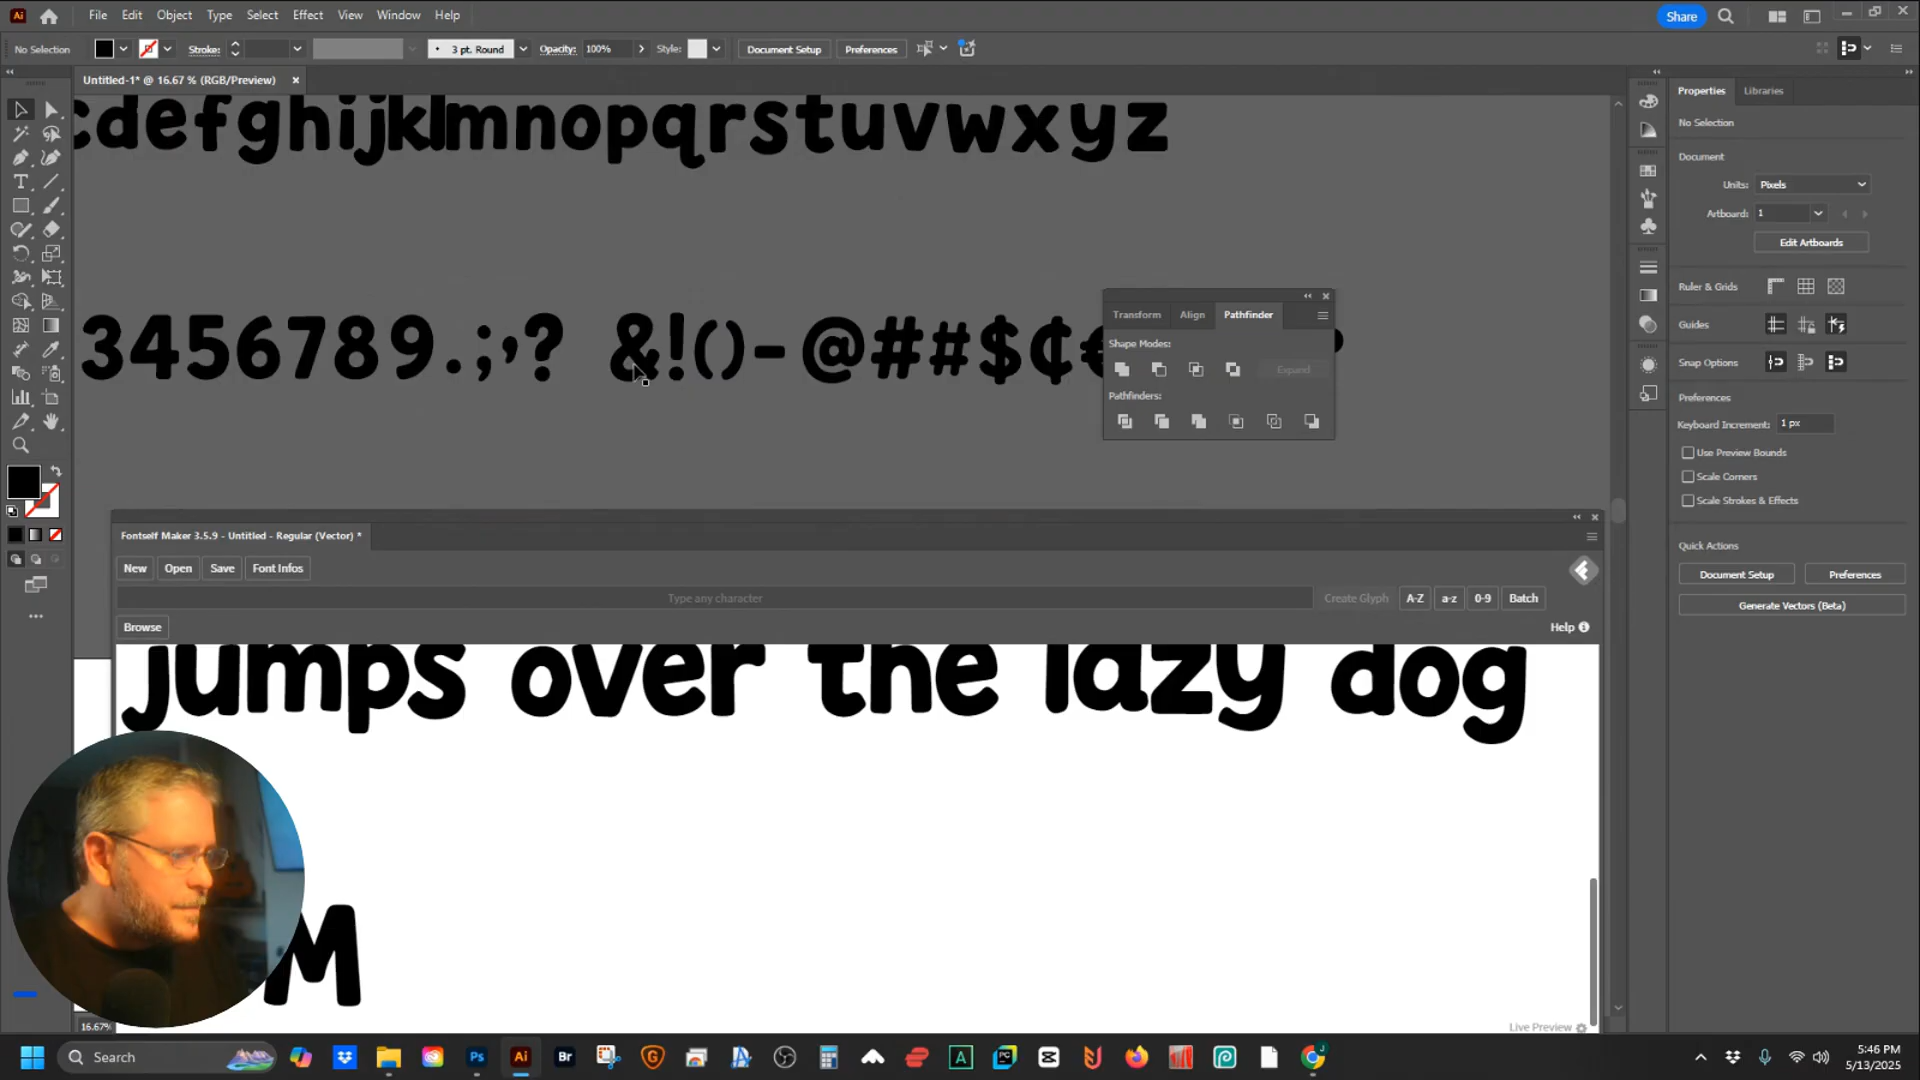 Ai File Edit Type Object Select Effect View Window Help Share
No Selection Stroke: 3 pt. Round Opacity: 100% Style: Document Setup Preferences
Untitled-1* @ 16.67 % (RGB/Preview)
cdefghijklmnopqrstuvwxyz
3456789.;,? &!()-@##$¢€
Transform Align Pathfinder
Shape Modes:
Expand
Pathfinders:
Fontself Maker 3.5.9 - Untitled - Regular (Vector) *
New Open Save Font Infos
Type any character Create Glyph A-Z a-z 0-9 Batch
Browse Help
jumps over the lazy dog
M
Live Preview
16.67%
Properties Libraries
No Selection
Document
Units: Pixels
Artboard: 1
Edit Artboards
Ruler & Grids
Guides
Snap Options
Preferences
Keyboard Increment: 1 px
Use Preview Bounds
Scale Corners
Scale Strokes & Effects
Quick Actions
Document Setup Preferences
Generate Vectors (Beta)
Search Ps Ai Br
5:46 PM
5/13/2025